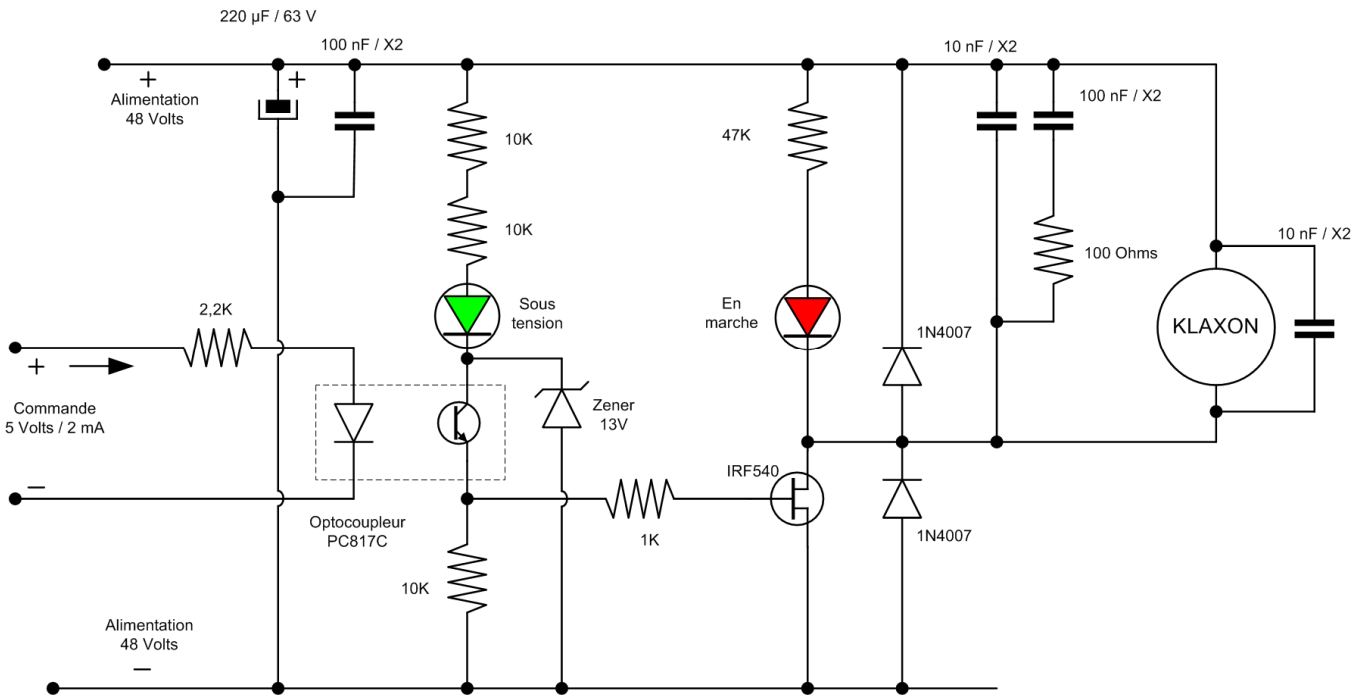 220 µF / 63 V
100 nF / X2
10 nF / X2
+
+
Alimentation
48 Volts
100 nF / X2
10K
47K
10K
100 Ohms
10 nF / X2
2,2K
Sous
tension
En
marche
1N4007
KLAXON
+
Commande
5 Volts / 2 mA
Zener
13V
IRF540
Optocoupleur
PC817C
1K
1N4007
10K
Alimentation
48 Volts